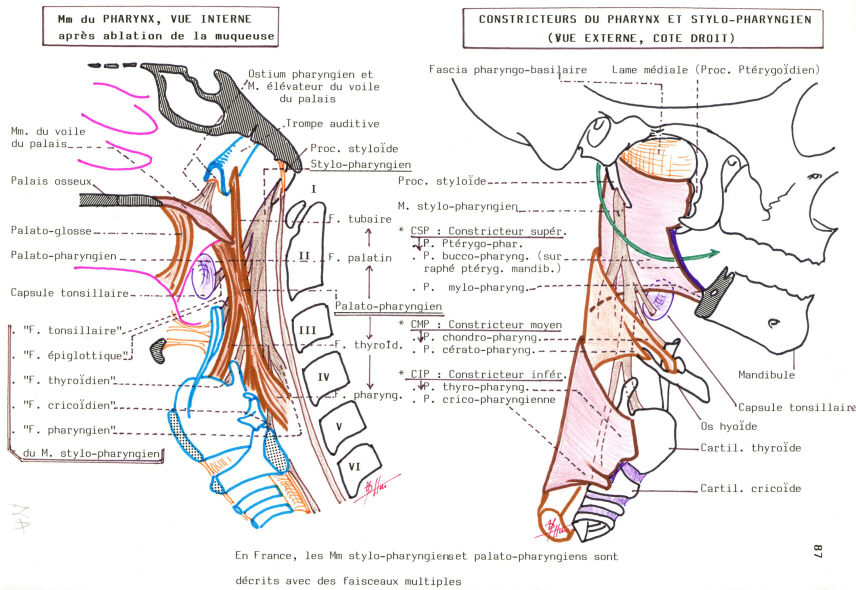 Mm du PHARYNX, VUE INTERNE
après ablation de la muqueuse
Ostium pharyngien et
M. élévateur du voile
du palais
Trompe auditive
Mm. du voile
du palais
Proc. styloïde
Stylo-pharyngien
Palais osseux
I
F. tubaire
Palato-glosse
Palato-pharyngien
II
F. palatin
Capsule tonsillaire
Palato-pharyngien
. "F. tonsillaire"
III
F. thyroïd.
. "F. épiglottique"
. "F. thyroïdien"
IV
F. pharyng.
. "F. cricoïdien"
V
. "F. pharyngien"
du M. stylo-pharyngien
VI
CONSTRICTEURS DU PHARYNX ET STYLO-PHARYNGIEN
(VUE EXTERNE, COTE DROIT)
Fascia pharyngo-basilaire
Lame médiale (Proc. Ptérygoïdien)
Proc. styloïde
M. stylo-pharyngien
* CSP : Constricteur supér.
. P. Ptérygo-phar.
. P. bucco-pharyng. (sur
raphé ptéryg. mandib.)
. P. mylo-pharyng.
* CMP : Constricteur moyen
. P. chondro-pharyng.
. P. cérato-pharyng.
* CIP : Constricteur infér.
. P. thyro-pharyng.
. P. crico-pharyngienne
Mandibule
Capsule tonsillaire
Os hyoïde
Cartil. thyroïde
Cartil. cricoïde
En France, les Mm stylo-pharyngienset palato-pharyngiens sont
décrits avec des faisceaux multiples
87